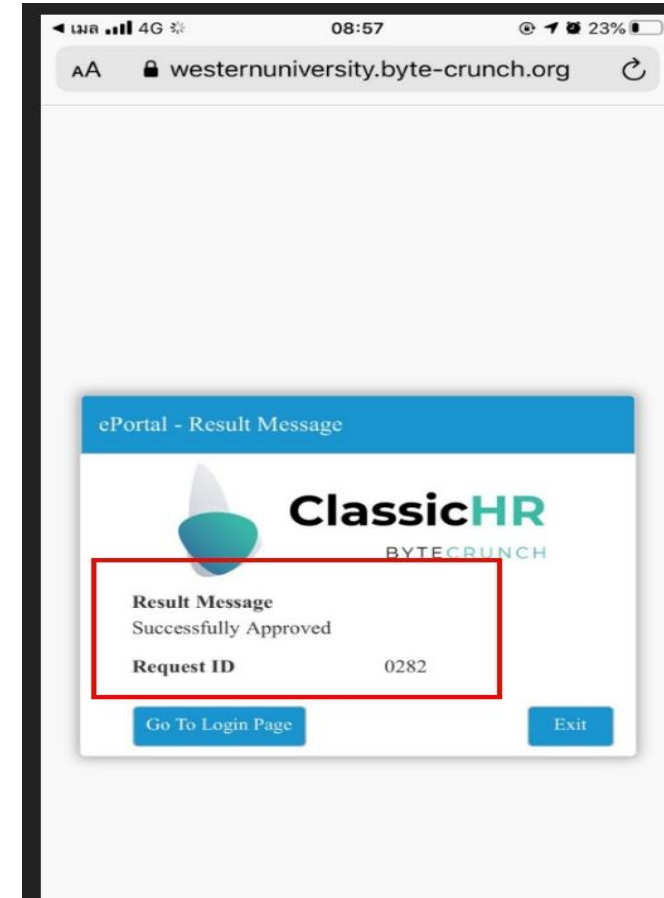 ◀ เมล 4G 08:57 23%
AA westernuniversity.byte-crunch.org
ePortal - Result Message
ClassicHR
BYTECRUNCH
Result Message
Successfully Approved
Request ID 0282
Go To Login Page Exit